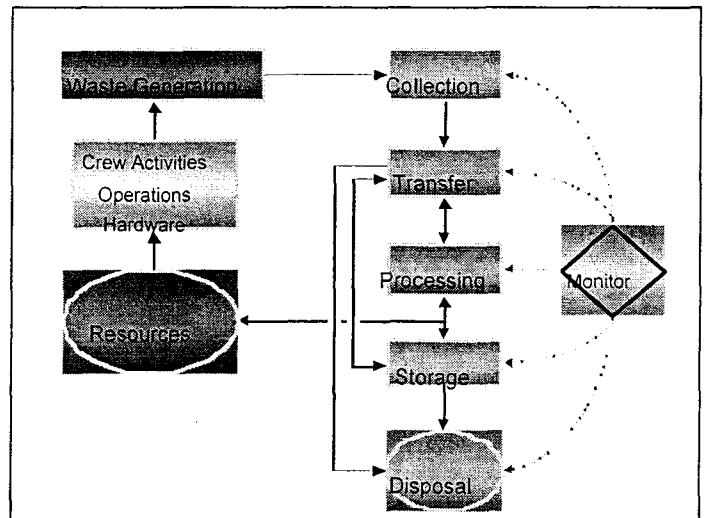 Waste Generation
Collection
Crew Activities
Operations
Hardware
Transfer
Processing
Monitor
Resources
Storage
Disposal